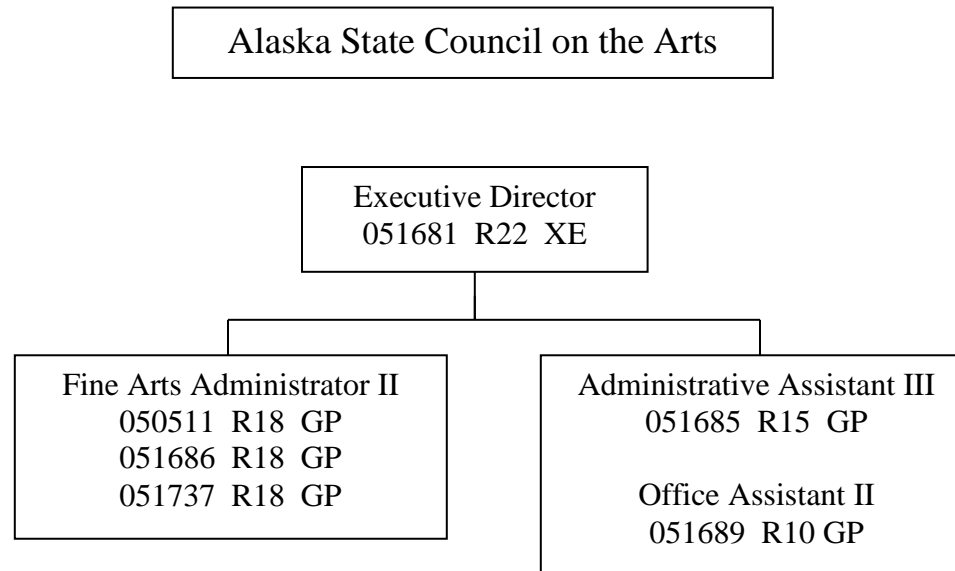 Alaska State Council on the Arts
Executive Director
051681 R22 XE
Fine Arts Administrator II
050511 R18 GP
051686 R18 GP
051737 R18 GP
Administrative Assistant III
051685 R15 GP
Office Assistant II
051689 R10 GP